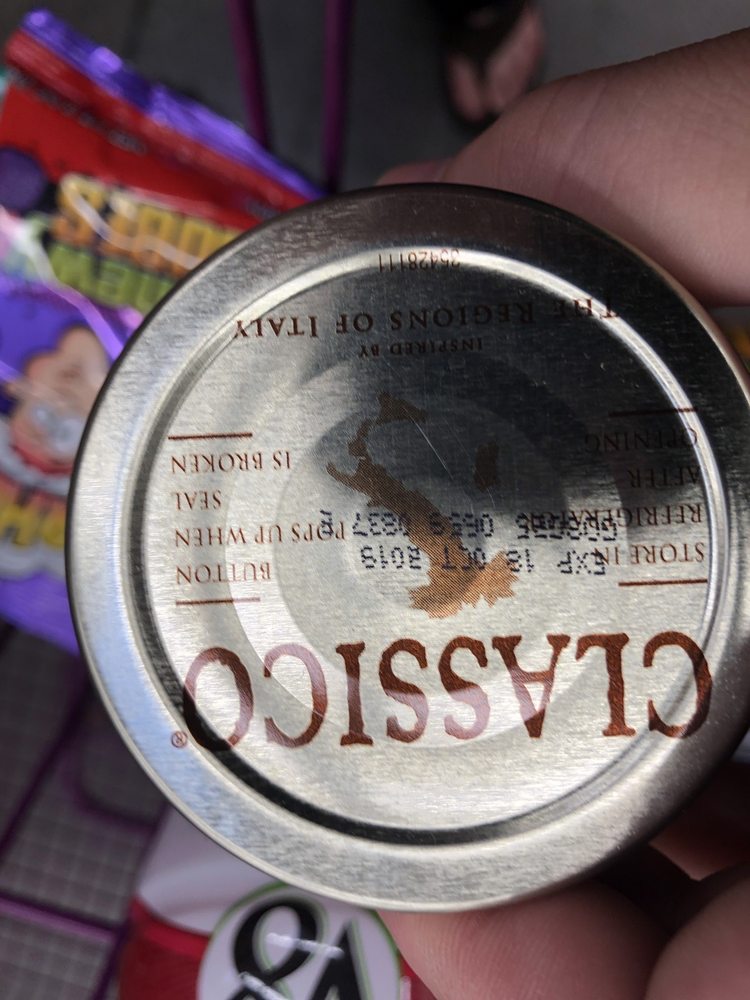 CLASSICO®
STORE IN
REFRIGERATOR
AFTER
OPENING
EXP OCT 2019
BUTTON
POPS UP WHEN
SEAL
IS BROKEN
INSPIRED BY
THE REGIONS OF ITALY
35428111